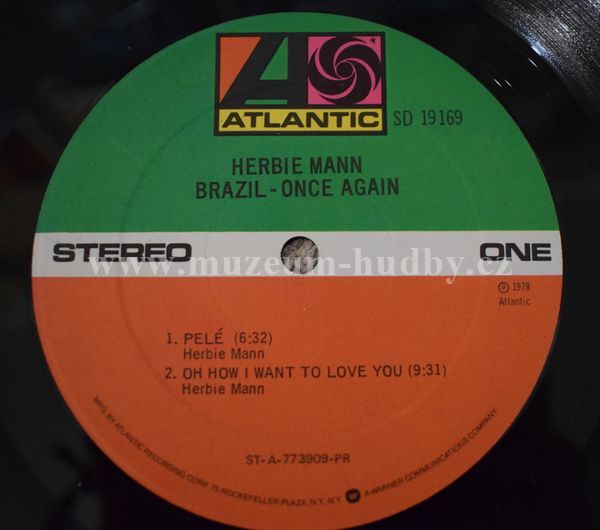 ATLANTIC
SD 19169
HERBIE MANN
BRAZIL - ONCE AGAIN
STEREO
ONE
www.muzeum-hudby.cz
℗ 1978
Atlantic
1. PELÉ (6:32)
Herbie Mann
2. OH HOW I WANT TO LOVE YOU (9:31)
Herbie Mann
ST-A-773909-PR
MFG. BY ATLANTIC RECORDING CORP. 75 ROCKEFELLER PLAZA, N.Y. N.Y. A WARNER COMMUNICATIONS COMPANY